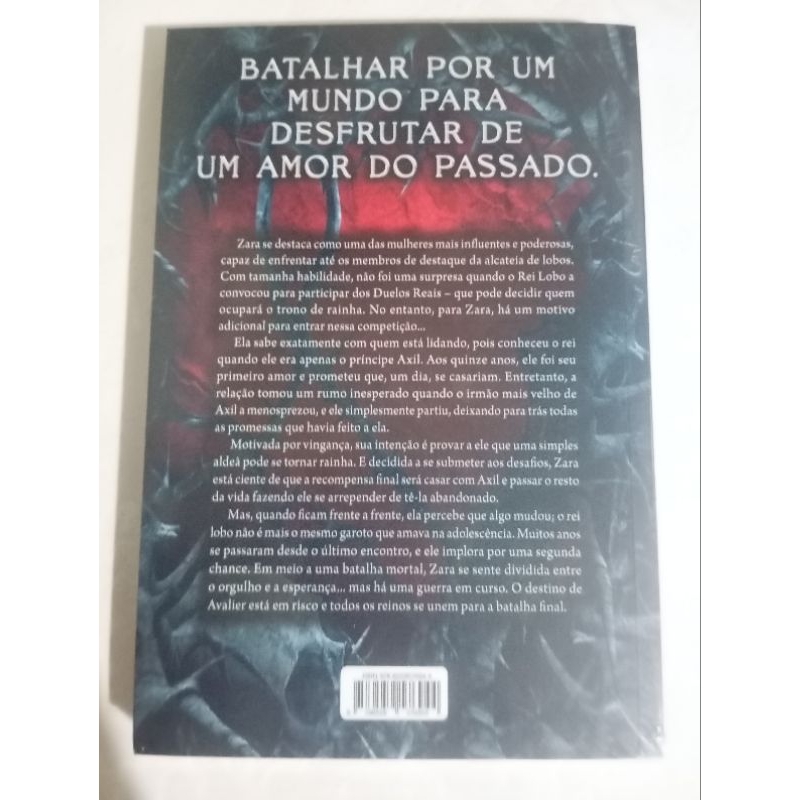 BATALHAR POR UM
MUNDO PARA
DESFRUTAR DE
UM AMOR DO PASSADO.
Zara se destaca como uma das mulheres mais influentes e poderosas,
capaz de enfrentar até os membros de destaque da alcateia de lobos.
Com tamanha habilidade, não foi uma surpresa quando o Rei Lobo a
convocou para participar dos Duelos Reais – que pode decidir quem
ocupará o trono de rainha. No entanto, para Zara, há um motivo
adicional para entrar nessa competição...
Ela sabe exatamente com quem está lidando, pois conheceu o rei
quando ele era apenas o príncipe Axil. Aos quinze anos, ele foi seu
primeiro amor e prometeu que, um dia, se casariam. Entretanto, a
relação tomou um rumo inesperado quando o irmão mais velho de
Axil a menosprezou, e ele simplesmente partiu, deixando para trás todas
as promessas que havia feito a ela.
Motivada por vingança, sua intenção é provar a ele que uma simples
aldeã pode se tornar rainha. E decidida a se submeter aos desafios, Zara
está ciente de que a recompensa final será casar com Axil e passar o resto
da vida fazendo ele se arrepender de tê-la abandonado.
Mas, quando ficam frente a frente, ela percebe que algo mudou; o rei
lobo não é mais o mesmo garoto que amava na adolescência. Muitos anos
se passaram desde o último encontro, e ele implora por uma segunda
chance. Em meio a uma batalha mortal, Zara se sente dividida entre
o orgulho e a esperança... mas há uma guerra em curso. O destino de
Avalier está em risco e todos os reinos se unem para a batalha final.